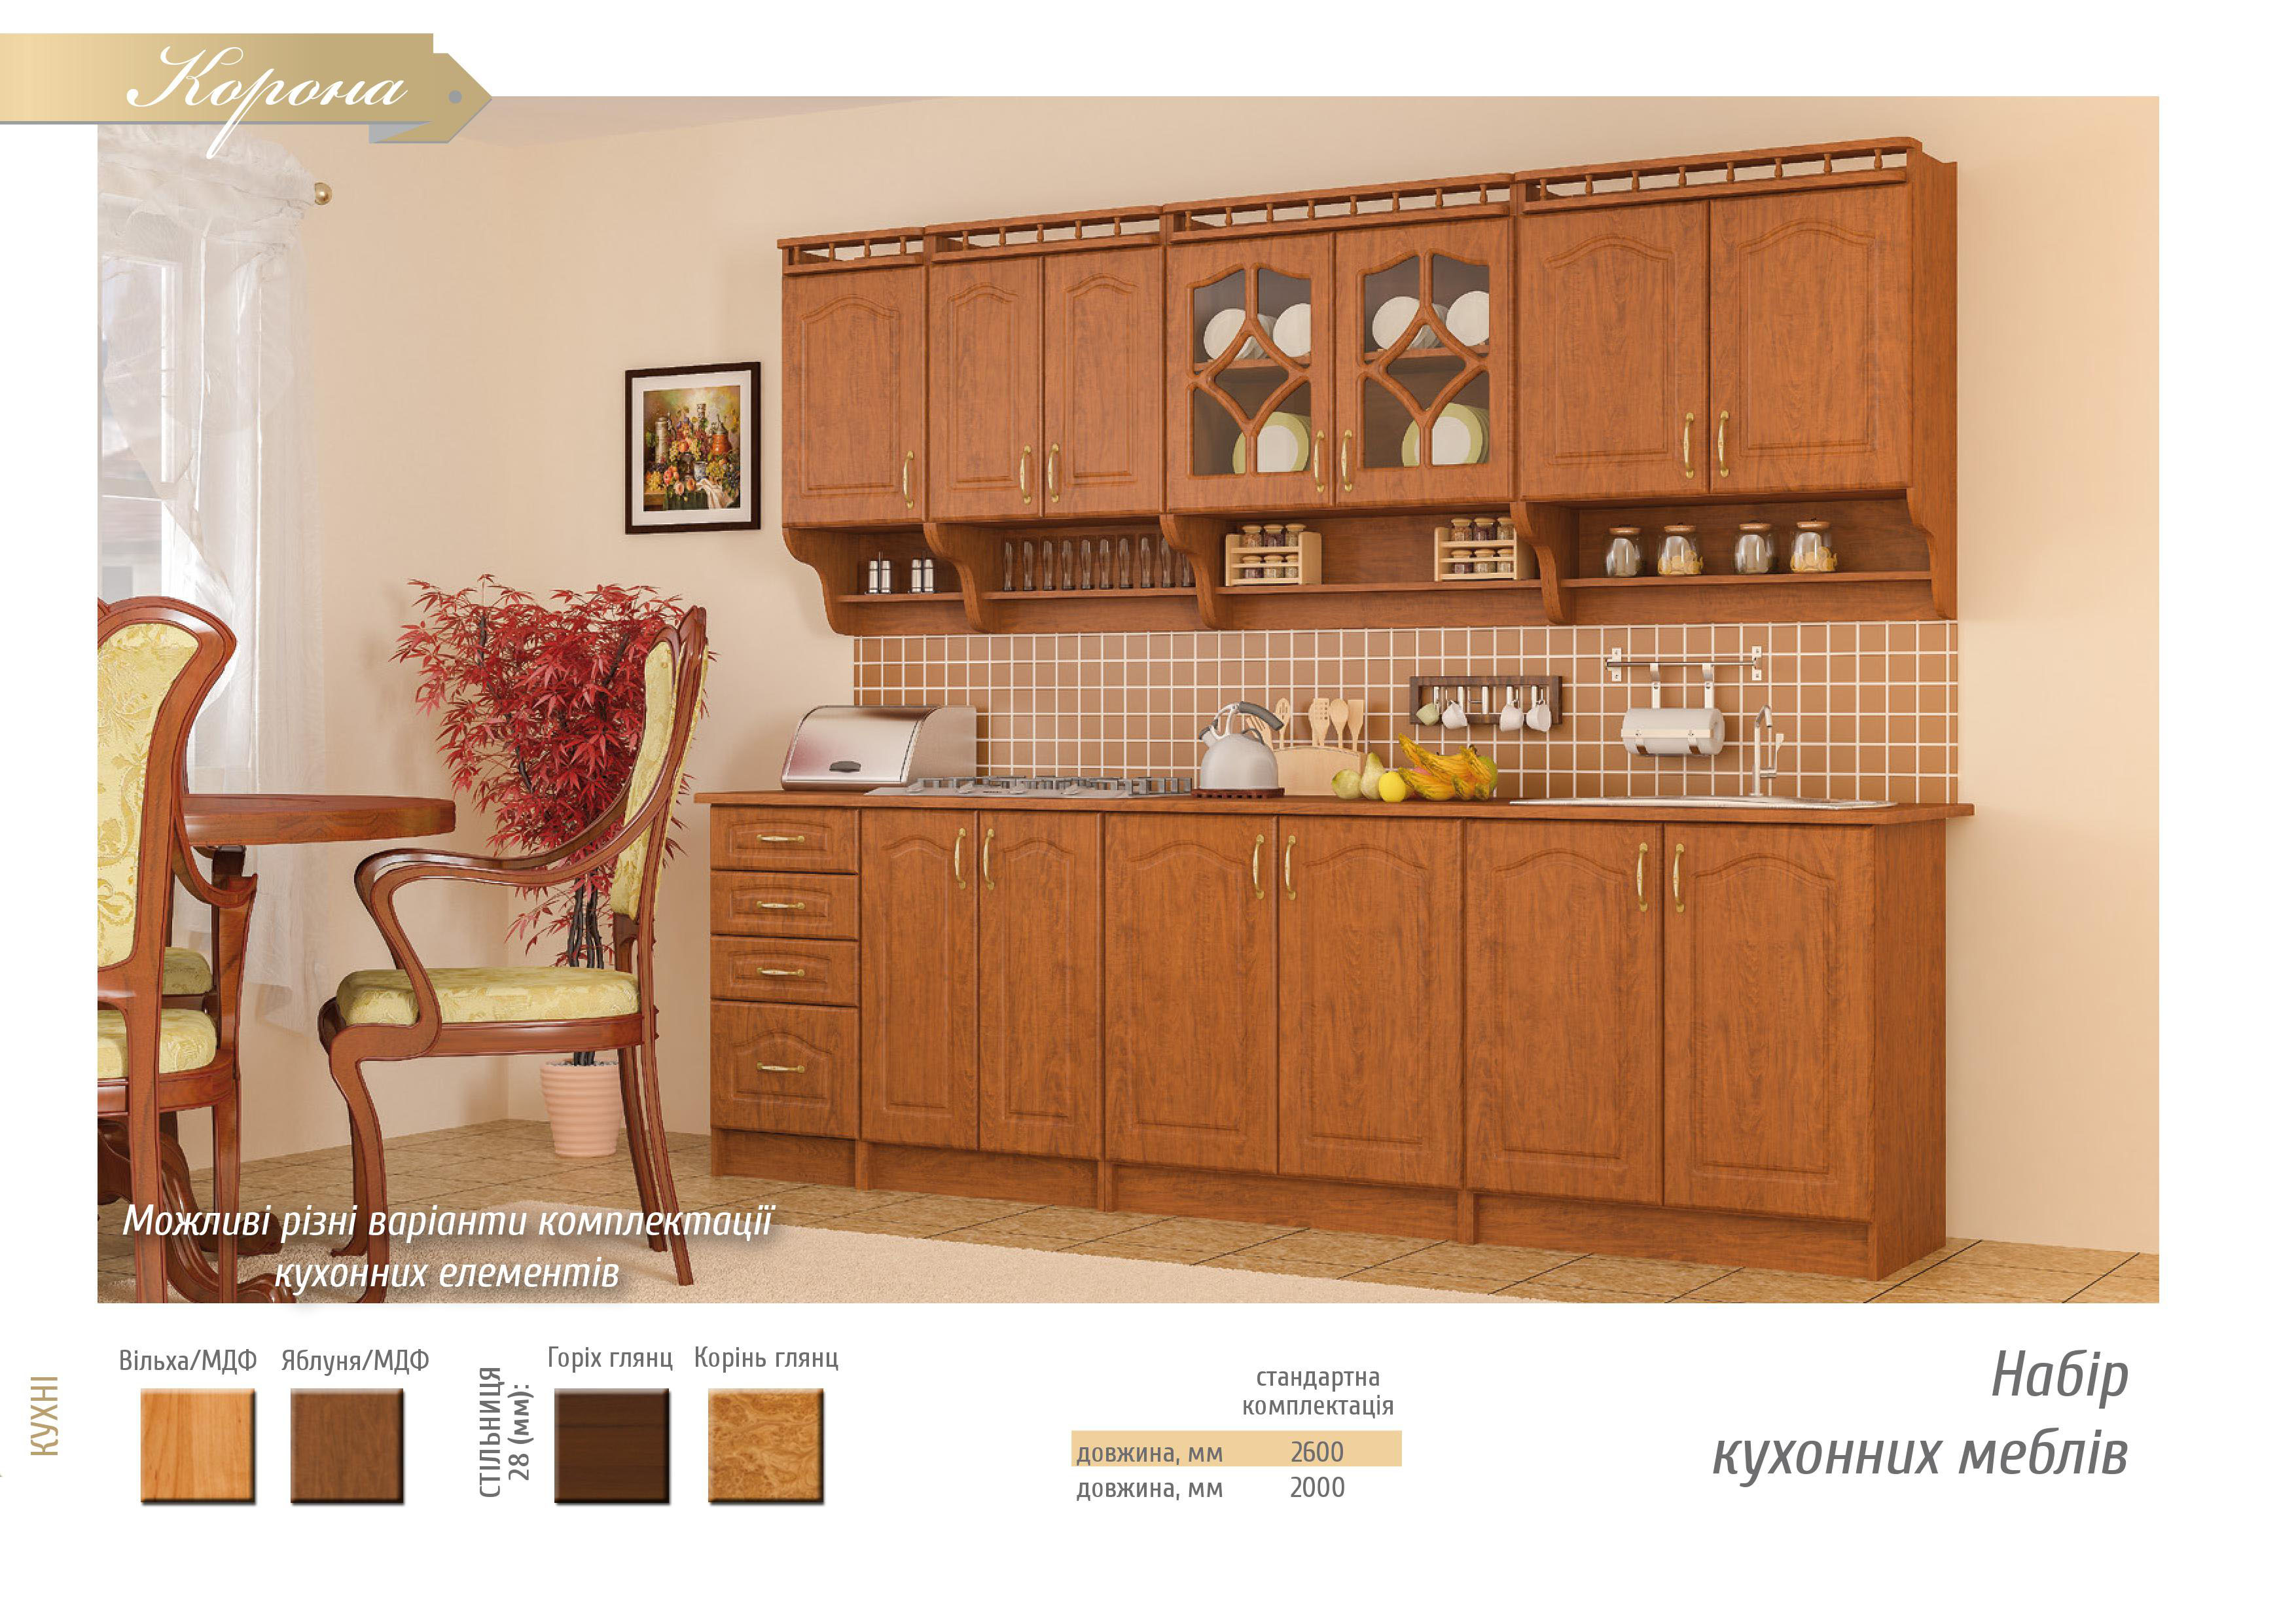 Корона
Можливі різні варіанти комплектації
кухонних елементів
КУХНІ
Вільха/МДФ
Яблуня/МДФ
СТІЛЬНИЦЯ
28 (мм):
Горіх глянц
Корінь глянц
стандартна
комплектація
довжина, мм 2600
довжина, мм 2000
Набір
кухонних меблів